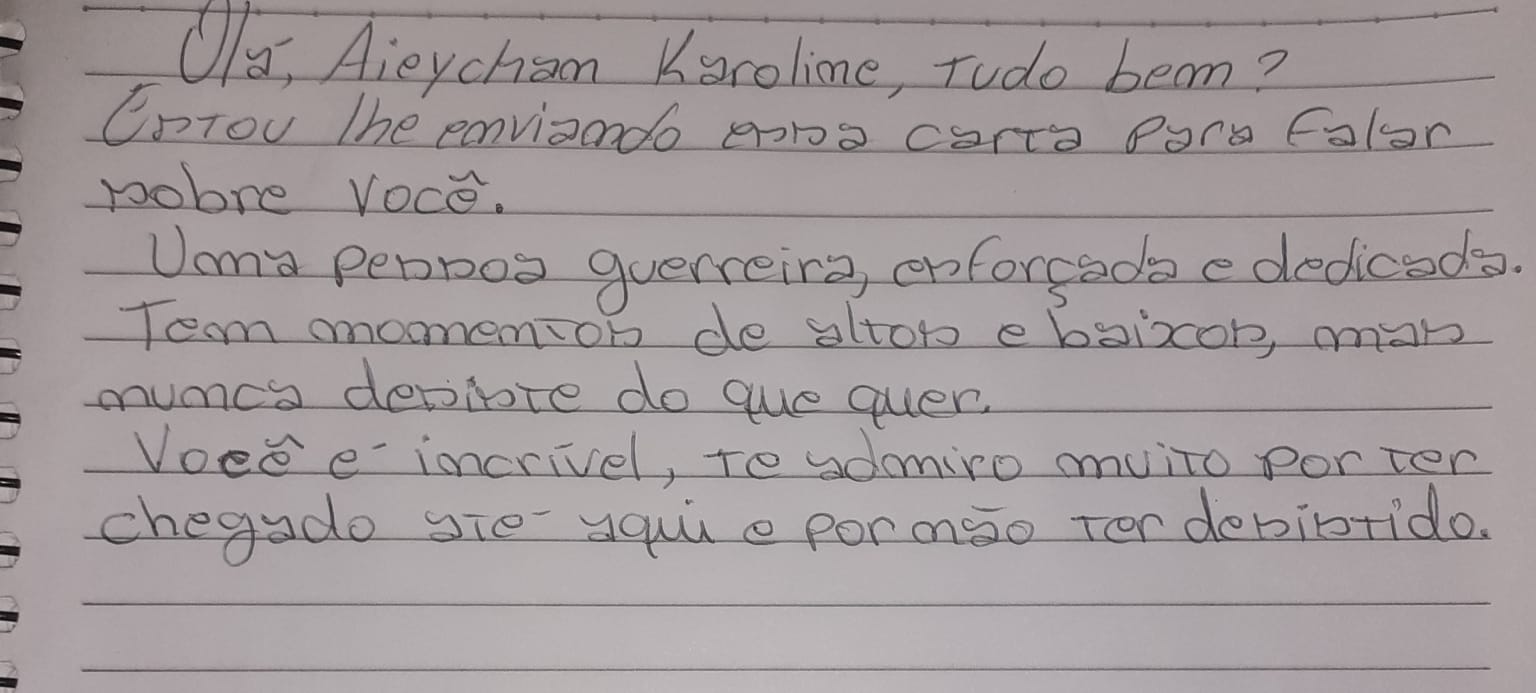 Olá, Aieychan Karoline, tudo bem?
Estou lhe enviando essa carta para falar
sobre você.
Uma pessoa guerreira, esforçada e dedicada.
Tem momentos de altos e baixos, mas
nunca desiste do que quer.
Você é incrível, te admiro muito por ter
chegado até aqui e por não ter desistido.